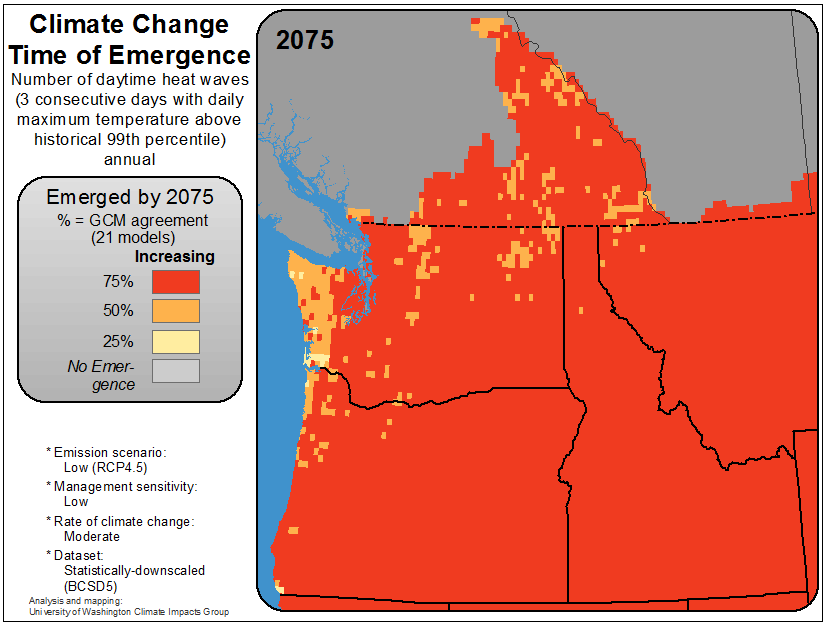 Climate Change
Time of Emergence
Number of daytime heat waves
(3 consecutive days with daily
maximum temperature above
historical 99th percentile)
annual
Emerged by 2075
% = GCM agreement
(21 models)
Increasing
75%
50%
25%
No Emer-
gence
* Emission scenario:
Low (RCP4.5)
* Management sensitivity:
Low
* Rate of climate change:
Moderate
* Dataset:
Statistically-downscaled
(BCSD5)
Analysis and mapping:
University of Washington Climate Impacts Group
2075